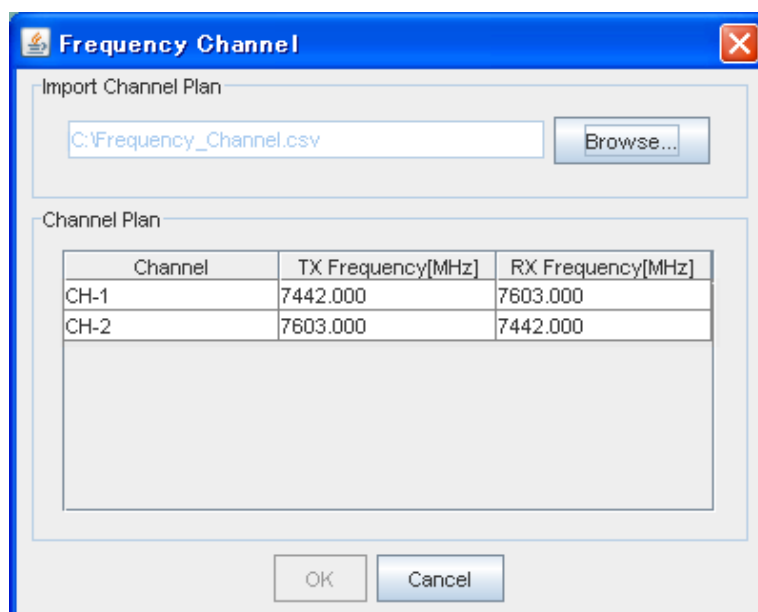 Frequency Channel
Import Channel Plan
C:\Frequency_Channel.csv Browse...
Channel Plan
Channel TX Frequency[MHz] RX Frequency[MHz]
CH-1 7442.000 7603.000
CH-2 7603.000 7442.000
OK Cancel